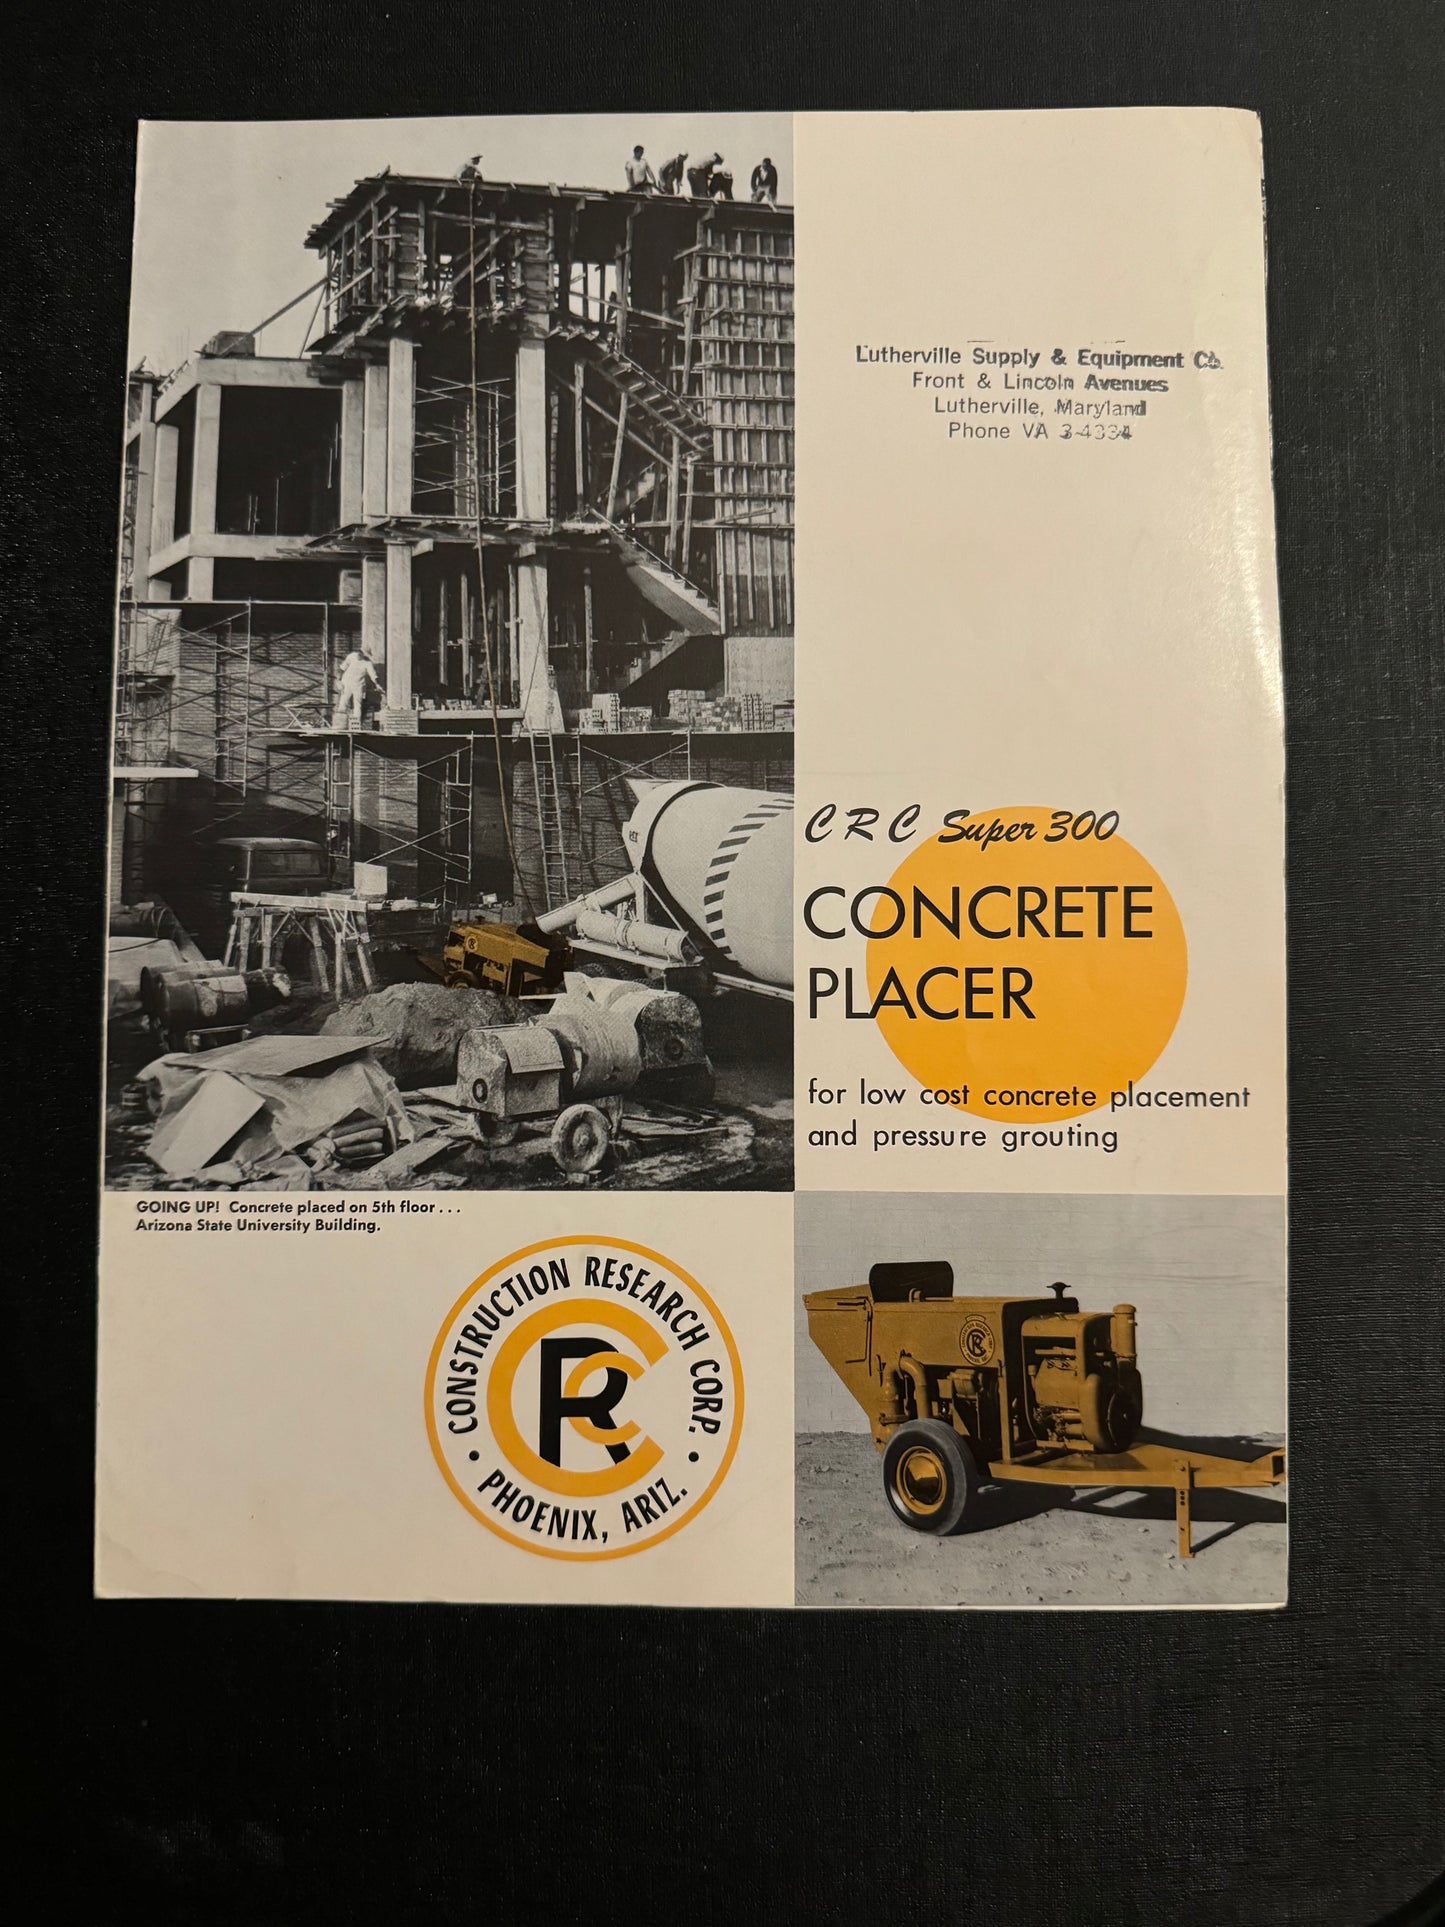 Lutherville Supply & Equipment Co.
Front & Lincoln Avenues
Lutherville, Maryland
Phone VA 3-4334
CRC Super 300
CONCRETE
PLACER
for low cost concrete placement
and pressure grouting
GOING UP! Concrete placed on 5th floor . . .
Arizona State University Building.
CONSTRUCTION RESEARCH CORP.
CRC
• PHOENIX, ARIZ. •